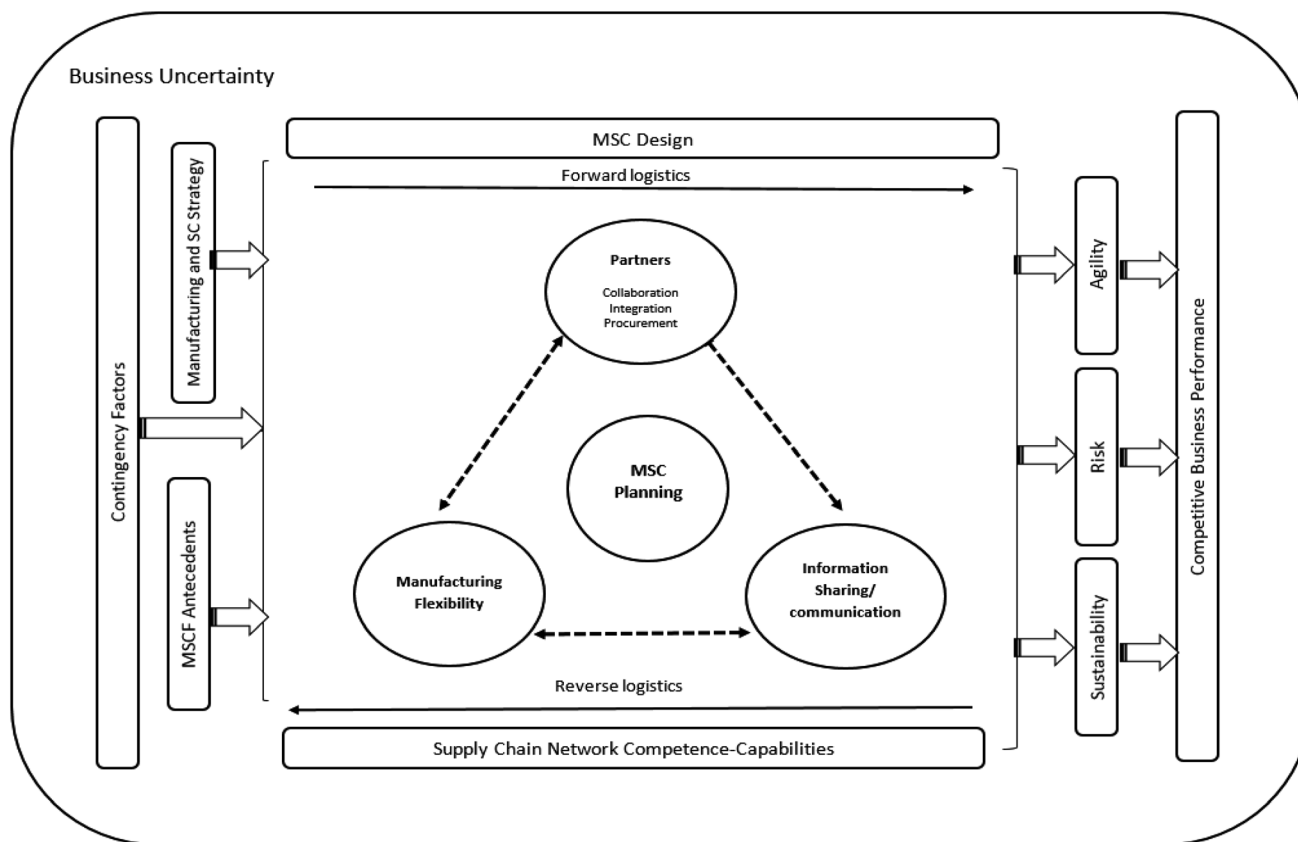 Business Uncertainty
Contingency Factors
Manufacturing and SC Strategy
MSCF Antecedents
MSC Design
Forward logistics
Partners
Collaboration
Integration
Procurement
MSC
Planning
Manufacturing
Flexibility
Information
Sharing/
communication
Reverse logistics
Supply Chain Network Competence-Capabilities
Agility
Risk
Sustainability
Competitive Business Performance